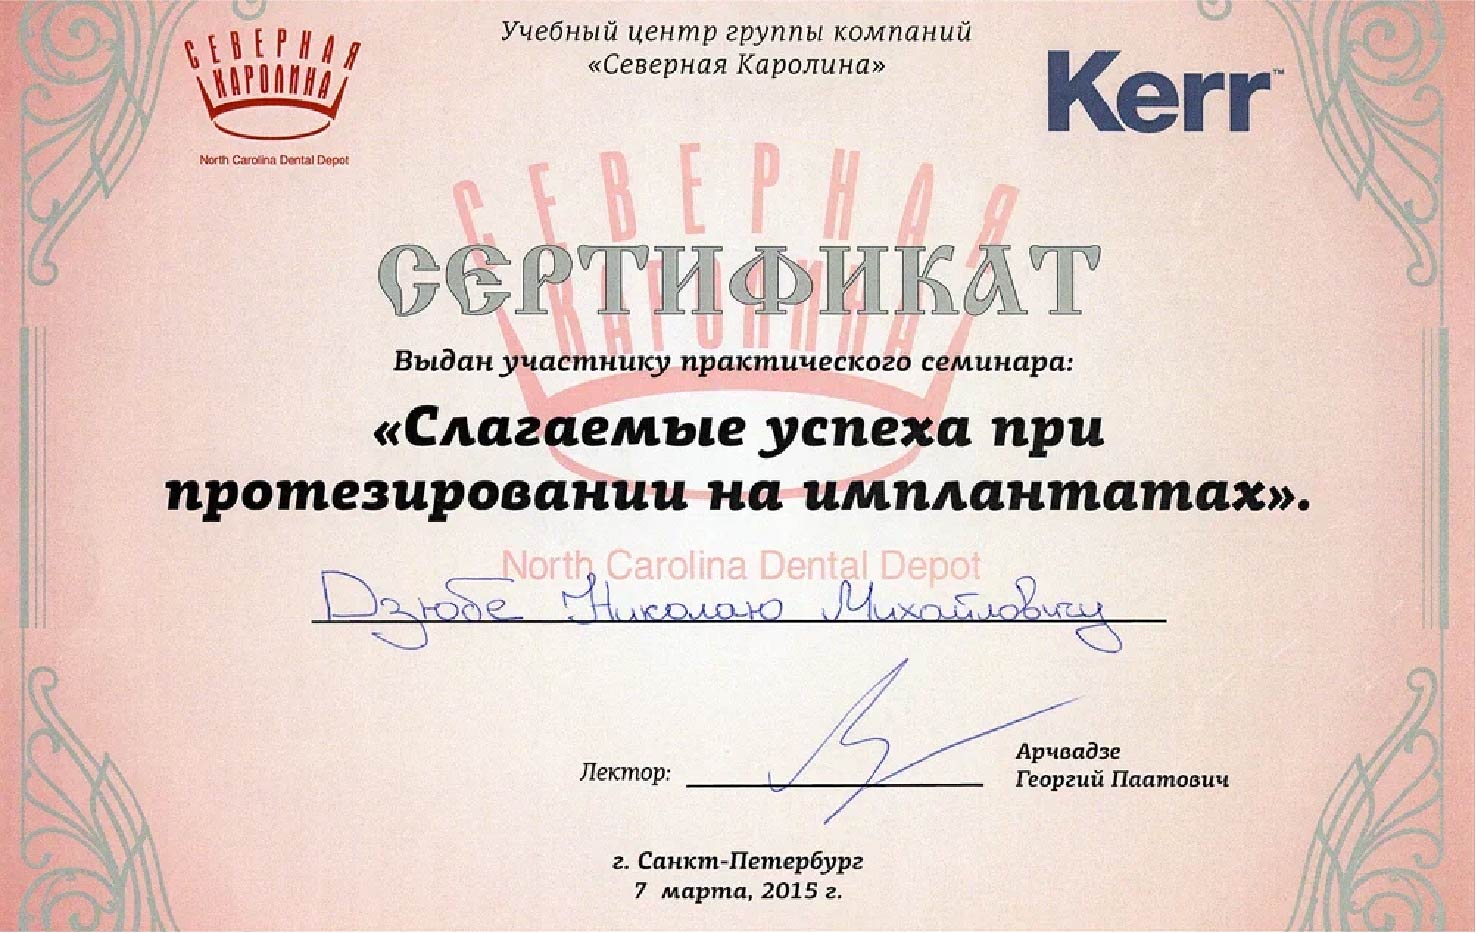 СЕВЕРНАЯ
КАРОЛИНА
North Carolina Dental Depot
Учебный центр группы компаний
«Северная Каролина»
Kerr™
СЕВЕРНАЯ
КАРОЛИНА
СЕРТИФИКАТ
Выдан участнику практического семинара:
«Слагаемые успеха при
протезировании на имплантатах».
North Carolina Dental Depot
Дзюбе Николаю Михайловичу
Лектор:
Арчвадзе
Георгий Паатович
г. Санкт-Петербург
7 марта, 2015 г.